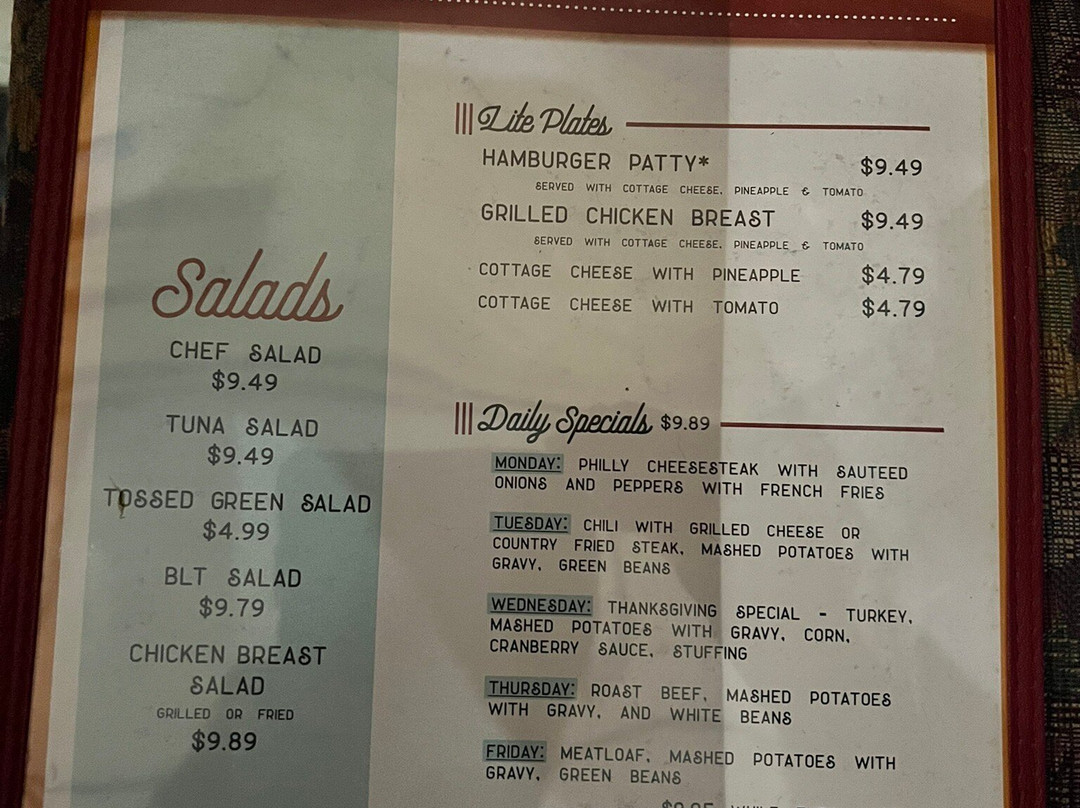 Salads
CHEF SALAD
$9.49
TUNA SALAD
$9.49
TOSSED GREEN SALAD
$4.99
BLT SALAD
$9.79
CHICKEN BREAST
SALAD
GRILLED OR FRIED
$9.89
Lite Plates
HAMBURGER PATTY* $9.49
SERVED WITH COTTAGE CHEESE, PINEAPPLE & TOMATO
GRILLED CHICKEN BREAST $9.49
SERVED WITH COTTAGE CHEESE, PINEAPPLE & TOMATO
COTTAGE CHEESE WITH PINEAPPLE $4.79
COTTAGE CHEESE WITH TOMATO $4.79
Daily Specials $9.89
MONDAY: PHILLY CHEESESTEAK WITH SAUTEED
ONIONS AND PEPPERS WITH FRENCH FRIES
TUESDAY: CHILI WITH GRILLED CHEESE OR
COUNTRY FRIED STEAK, MASHED POTATOES WITH
GRAVY, GREEN BEANS
WEDNESDAY: THANKSGIVING SPECIAL - TURKEY,
MASHED POTATOES WITH GRAVY, CORN,
CRANBERRY SAUCE, STUFFING
THURSDAY: ROAST BEEF, MASHED POTATOES
WITH GRAVY, AND WHITE BEANS
FRIDAY: MEATLOAF, MASHED POTATOES WITH
GRAVY, GREEN BEANS